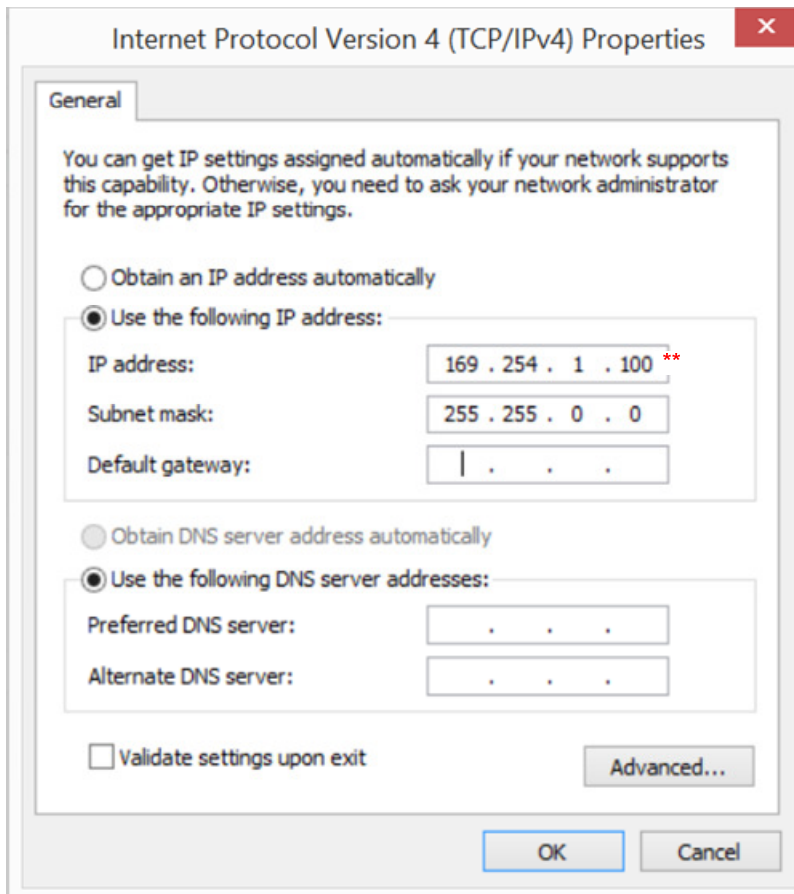 Internet Protocol Version 4 (TCP/IPv4) Properties
General
You can get IP settings assigned automatically if your network supports
this capability. Otherwise, you need to ask your network administrator
for the appropriate IP settings.
Obtain an IP address automatically
Use the following IP address:
IP address: 169 . 254 . 1 . 100 **
Subnet mask: 255 . 255 . 0 . 0
Default gateway: . . .
Obtain DNS server address automatically
Use the following DNS server addresses:
Preferred DNS server: . . .
Alternate DNS server: . . .
Validate settings upon exit
Advanced...
OK Cancel